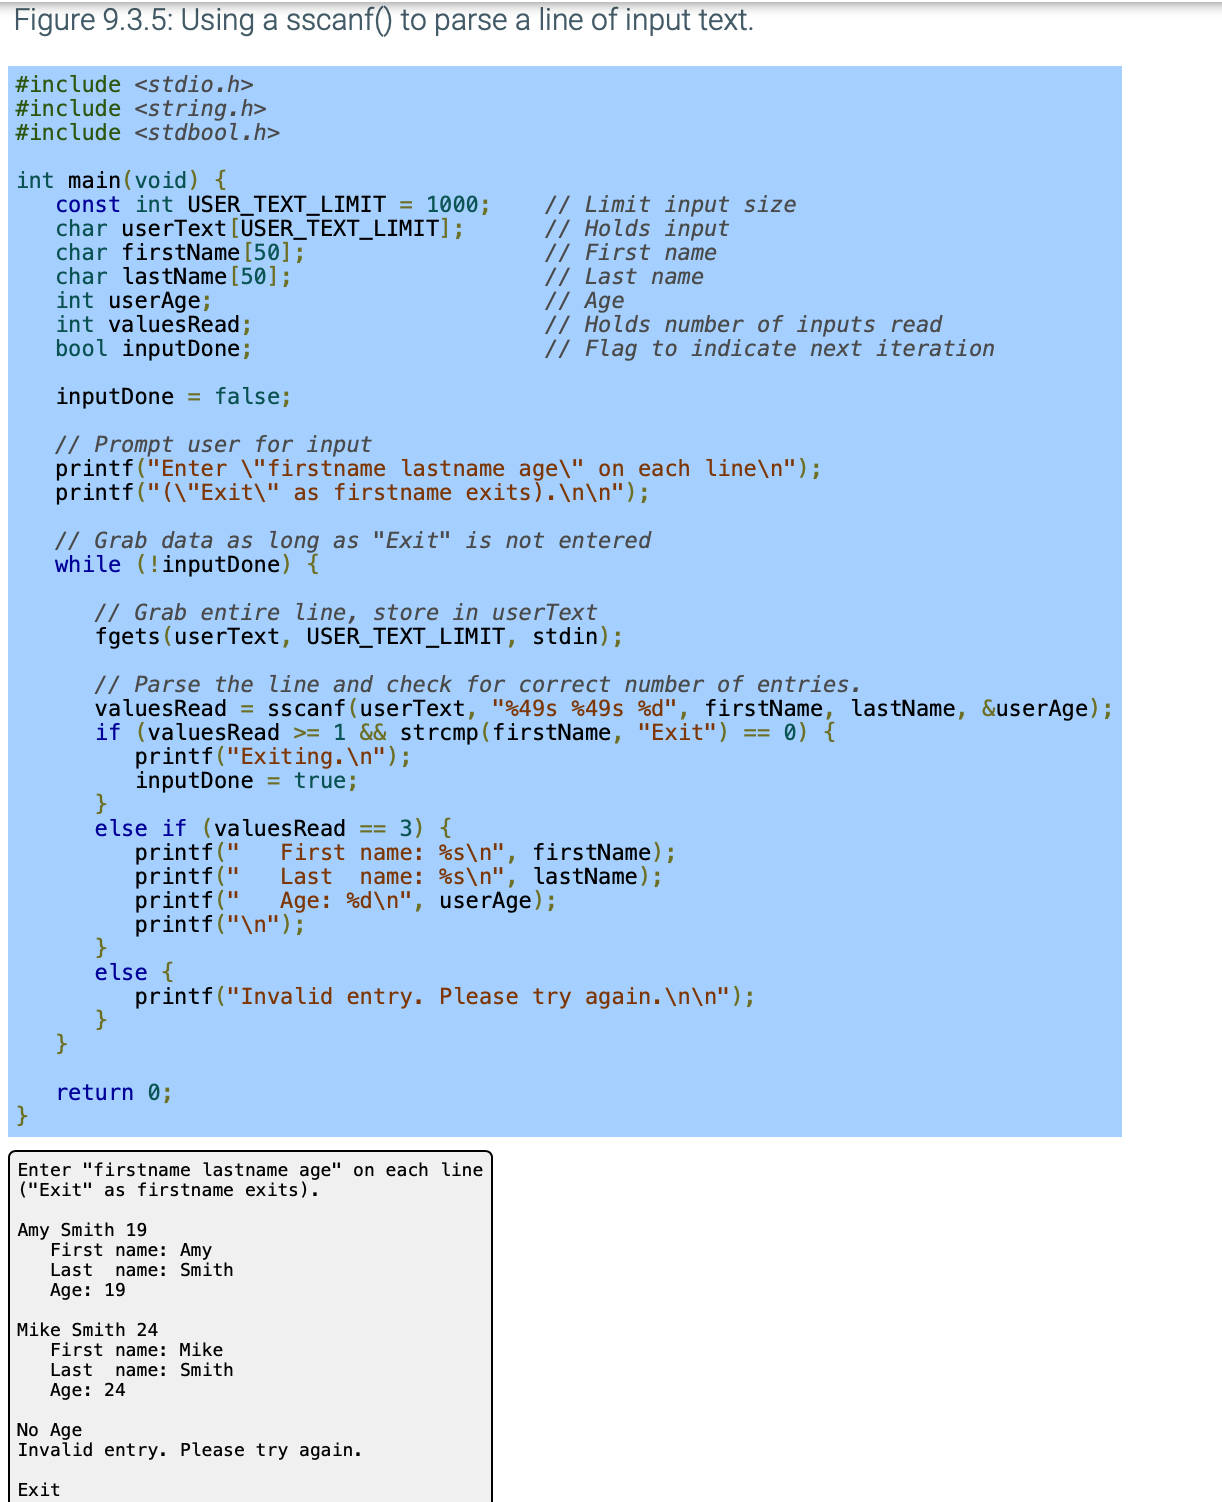 Figure 9.3.5: Using a sscanf() to parse a line of input text.
#include <stdio.h>
#include <string.h>
#include <stdbool.h>

int main(void) {
   const int USER_TEXT_LIMIT = 1000;    // Limit input size
   char userText[USER_TEXT_LIMIT];      // Holds input
   char firstName[50];                  // First name
   char lastName[50];                   // Last name
   int userAge;                         // Age
   int valuesRead;                      // Holds number of inputs read
   bool inputDone;                      // Flag to indicate next iteration

   inputDone = false;

   // Prompt user for input
   printf("Enter \"firstname lastname age\" on each line\n");
   printf("(\"Exit\" as firstname exits).\n\n");

   // Grab data as long as "Exit" is not entered
   while (!inputDone) {

      // Grab entire line, store in userText
      fgets(userText, USER_TEXT_LIMIT, stdin);

      // Parse the line and check for correct number of entries.
      valuesRead = sscanf(userText, "%49s %49s %d", firstName, lastName, &userAge);
      if (valuesRead >= 1 && strcmp(firstName, "Exit") == 0) {
         printf("Exiting.\n");
         inputDone = true;
      }
      else if (valuesRead == 3) {
         printf("   First name: %s\n", firstName);
         printf("   Last  name: %s\n", lastName);
         printf("   Age: %d\n", userAge);
         printf("\n");
      }
      else {
         printf("Invalid entry. Please try again.\n\n");
      }
   }

   return 0;
}
Enter "firstname lastname age" on each line
("Exit" as firstname exits).

Amy Smith 19
   First name: Amy
   Last  name: Smith
   Age: 19

Mike Smith 24
   First name: Mike
   Last  name: Smith
   Age: 24

No Age
Invalid entry. Please try again.

Exit